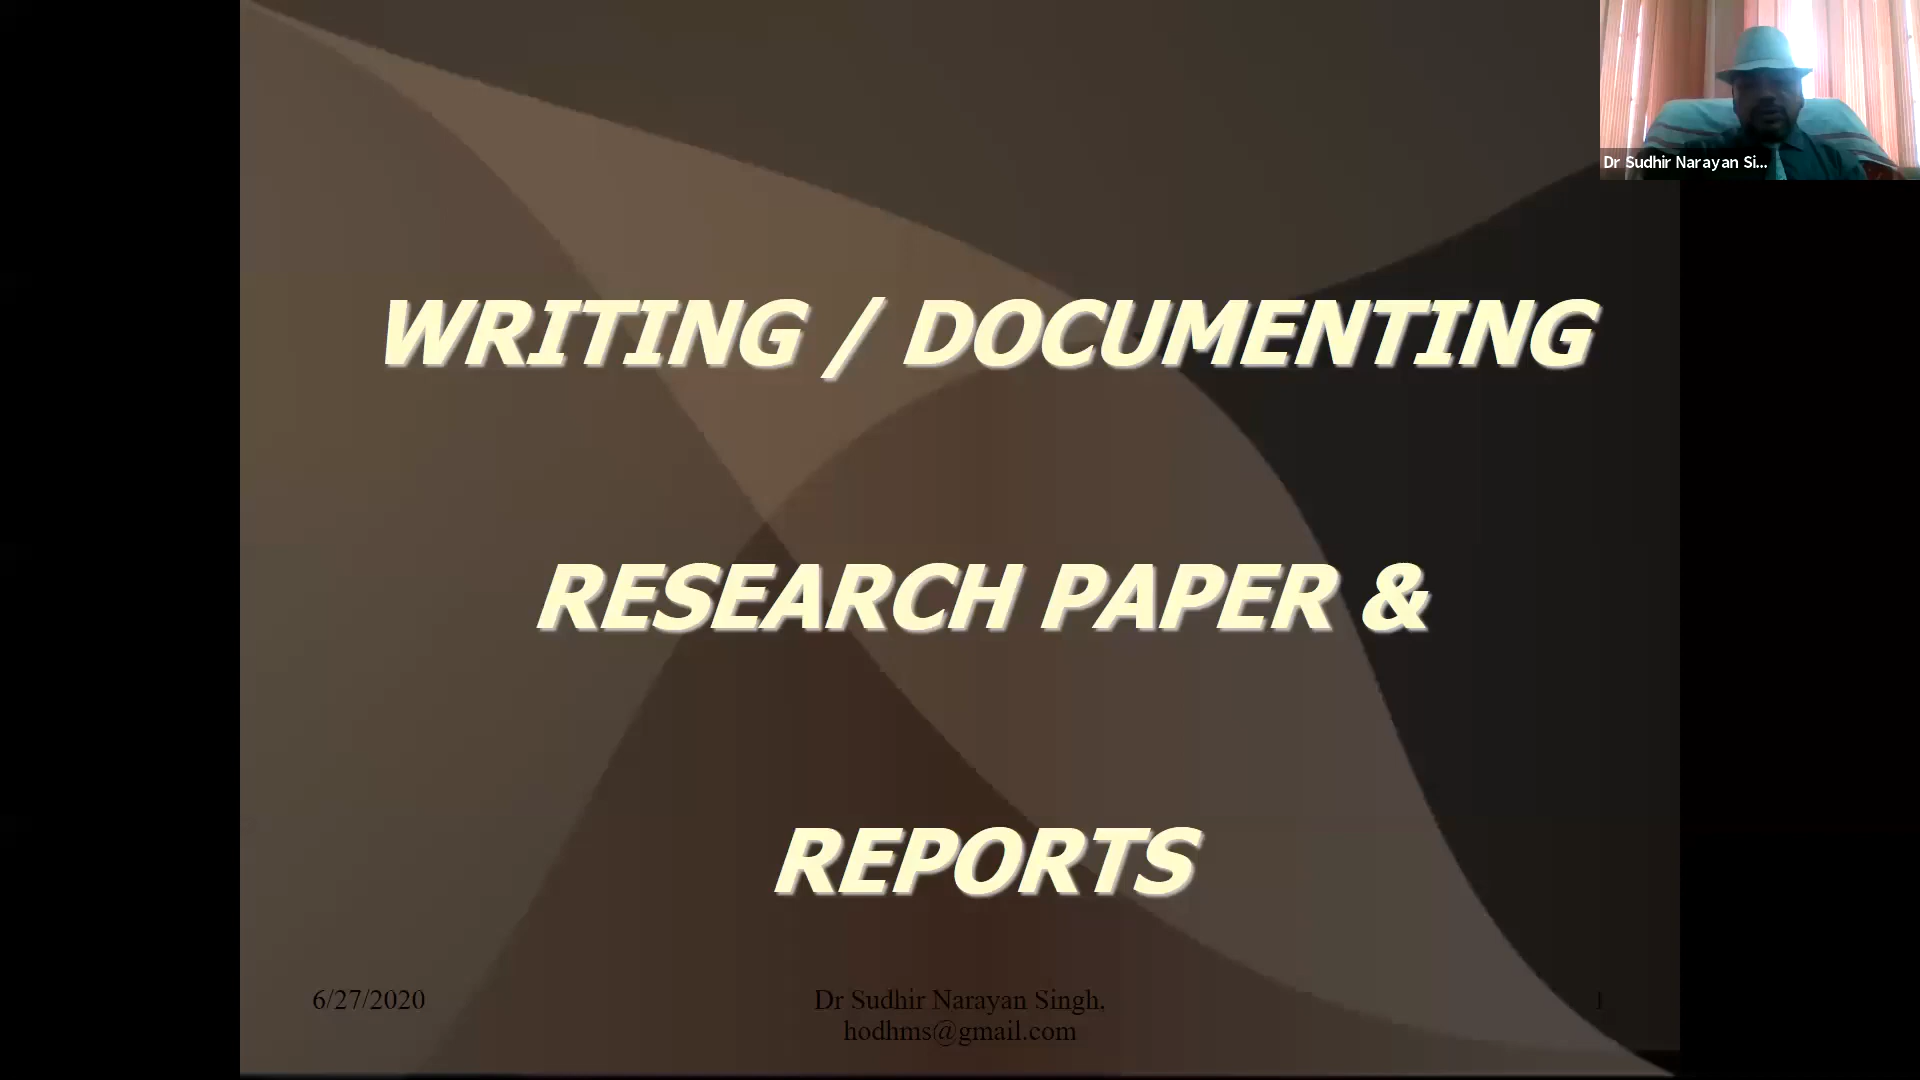 Dr Sudhir Narayan Si...
WRITING / DOCUMENTING
RESEARCH PAPER &
REPORTS
6/27/2020
Dr Sudhir Narayan Singh,
hodhms@gmail.com
1